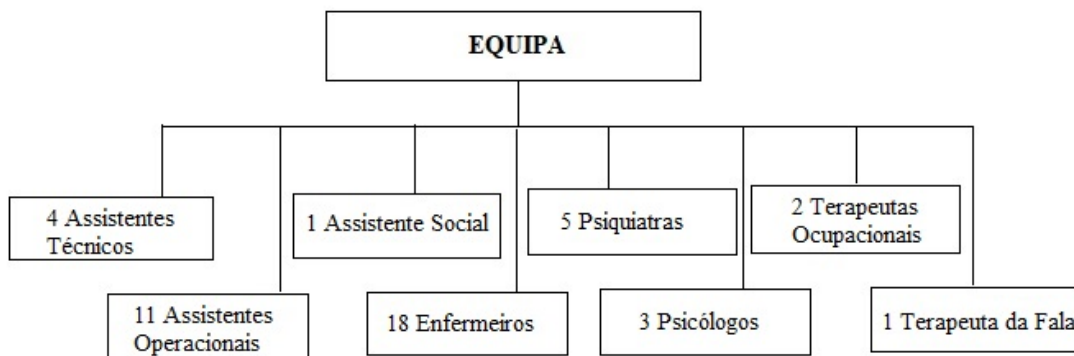 EQUIPA
4 Assistentes
Técnicos
1 Assistente Social
5 Psiquiatras
2 Terapeutas
Ocupacionais
11 Assistentes
Operacionais
18 Enfermeiros
3 Psicólogos
1 Terapeuta da Fala